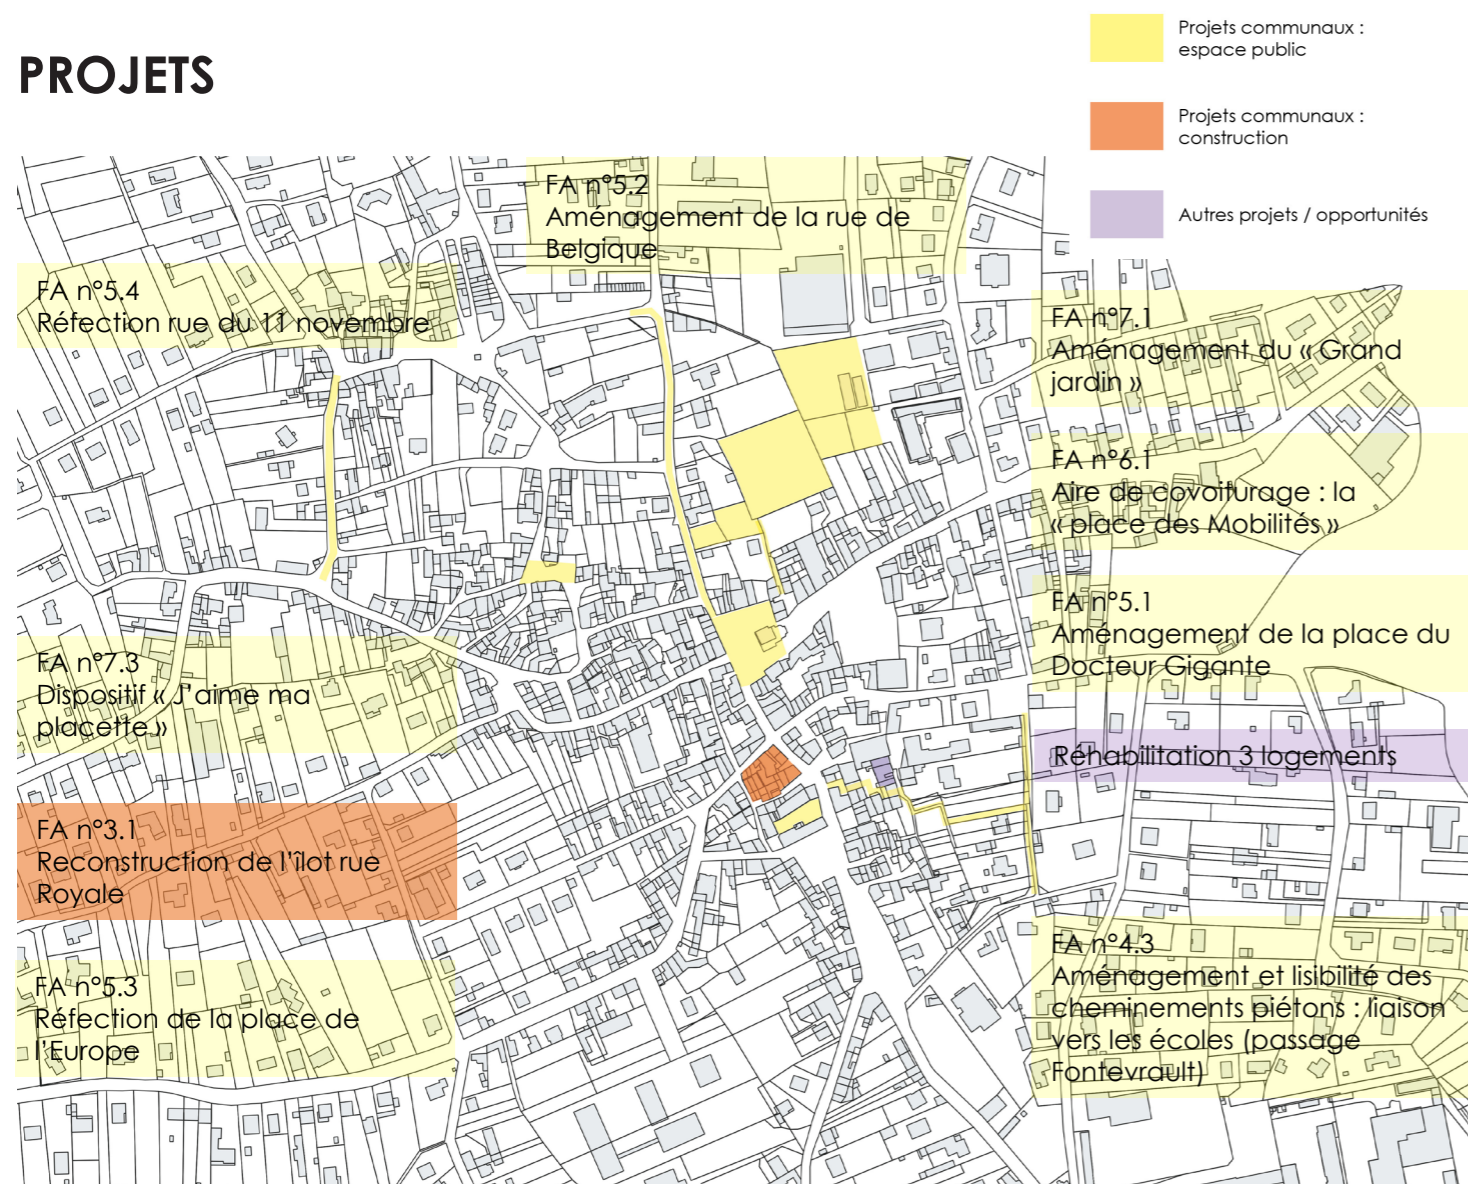 PROJETS
Projets communaux :
espace public
Projets communaux :
construction
Autres projets / opportunités
FA n°5.2
Aménagement de la rue de
Belgique
FA n°5.4
Réfection rue du 11 novembre
FA n°7.1
Aménagement du « Grand
jardin »
FA n°6.1
Aire de covoiturage : la
« place des Mobilités »
FA n°5.1
Aménagement de la place du
Docteur Gigante
FA n°7.3
Dispositif « J'aime ma
placette »
Réhabilitation 3 logements
FA n°3.1
Reconstruction de l'îlot rue
Royale
FA n°4.3
Aménagement et lisibilité des
cheminements piétons : liaison
vers les écoles (passage
Fontevrault)
FA n°5.3
Réfection de la place de
l'Europe